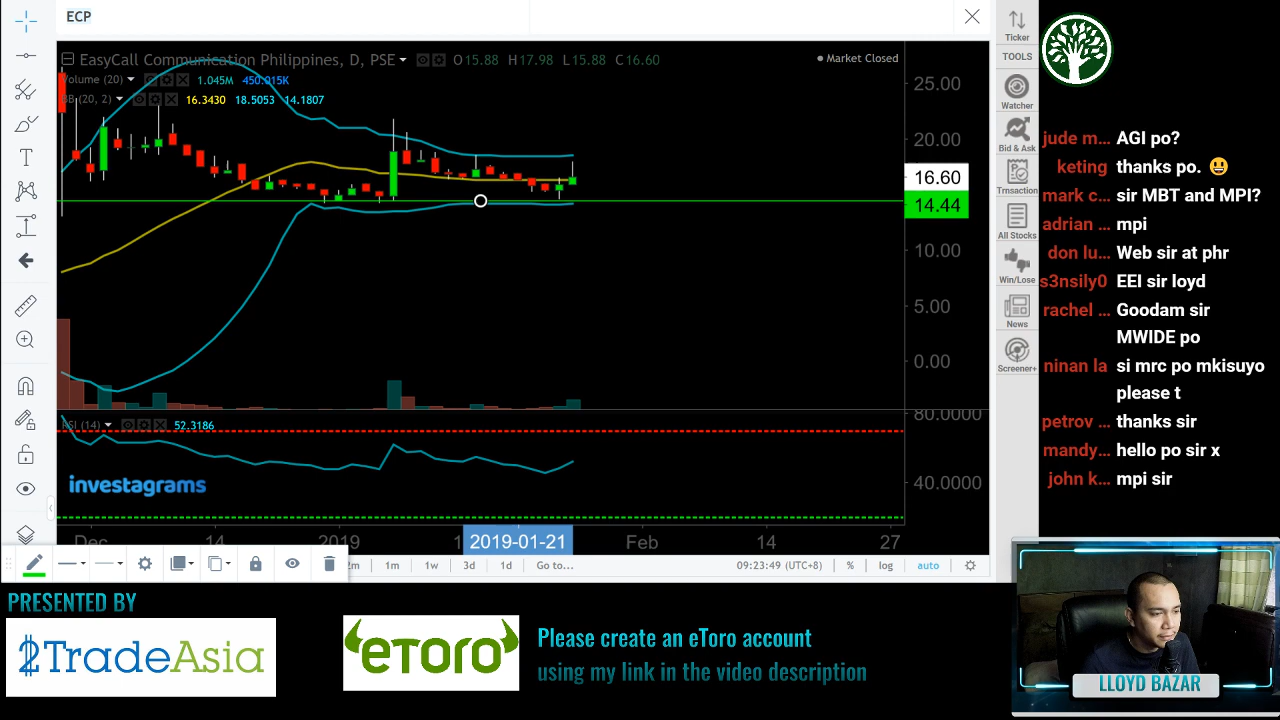 ECP
EasyCall Communication Philippines, D, PSE O15.88 H17.98 L15.88 C16.60
Market Closed
Volume (20) 1.045M 450.015K
BB (20, 2) 16.3430 18.5053 14.1807
25.00
20.00
16.60
14.44
10.00
5.00
0.00
RSI (14) 52.3186
80.0000
40.0000
investagrams
Dec 14 2019 2019-01-21 Feb 14 27
1m 1w 3d 1d Go to...
09:23:49 (UTC+8) % log auto
Ticker
TOOLS
Watcher
Bid & Ask
Trnsaction
All Stocks
Win/Lose
News
Screener+
jude m... AGI po?
keting thanks po. 😃
mark c... sir MBT and MPI?
adrian ... mpi
don lu... Web sir at phr
s3nsily0 EEI sir loyd
rachel ... Goodam sir
MWIDE po
ninan la si mrc po mkisuyo
please t
petrov ... thanks sir
mandy... hello po sir x
john k... mpi sir
LLOYD BAZAR
PRESENTED BY
2TradeAsia
eToro
Please create an eToro account
using my link in the video description